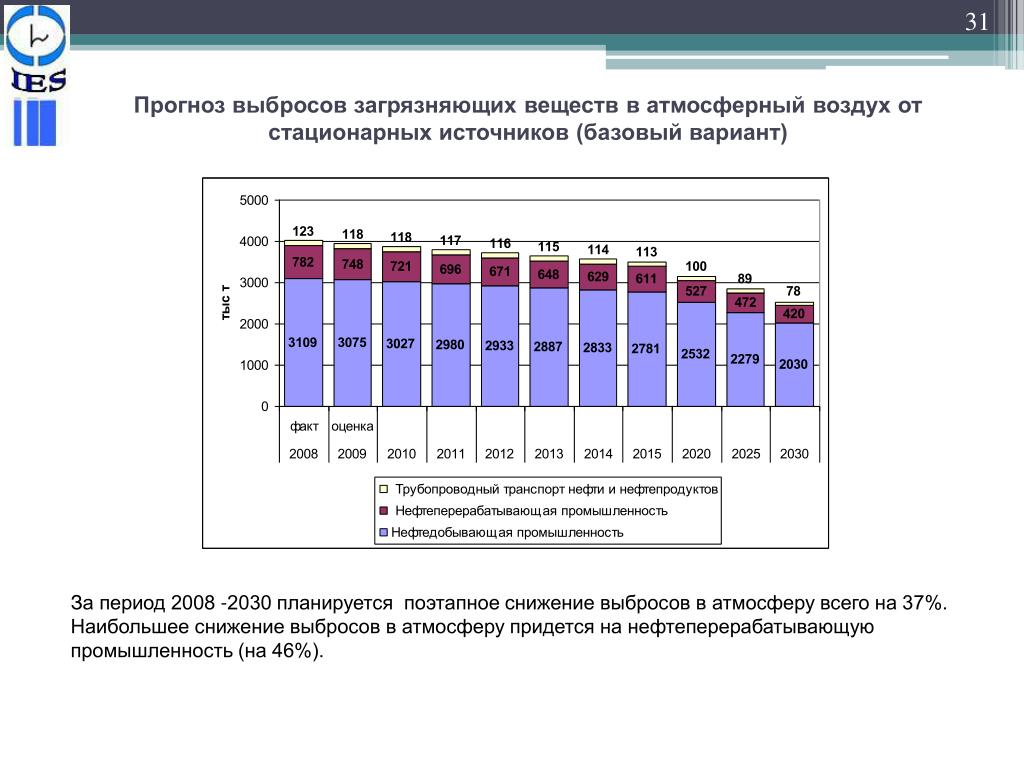 31
IES
Прогноз выбросов загрязняющих веществ в атмосферный воздух от
стационарных источников (базовый вариант)
тыс т
5000
4000
3000
2000
1000
0
123 118 118 117 116 115 114 113 100 89 78
782 748 721 696 671 648 629 611 527 472 420
3109 3075 3027 2980 2933 2887 2833 2781 2532 2279 2030
факт оценка
2008 2009 2010 2011 2012 2013 2014 2015 2020 2025 2030
Трубопроводный транспорт нефти и нефтепродуктов
Нефтеперерабатывающая промышленность
Нефтедобывающая промышленность
За период 2008 -2030 планируется поэтапное снижение выбросов в атмосферу всего на 37%.
Наибольшее снижение выбросов в атмосферу придется на нефтеперерабатывающую
промышленность (на 46%).